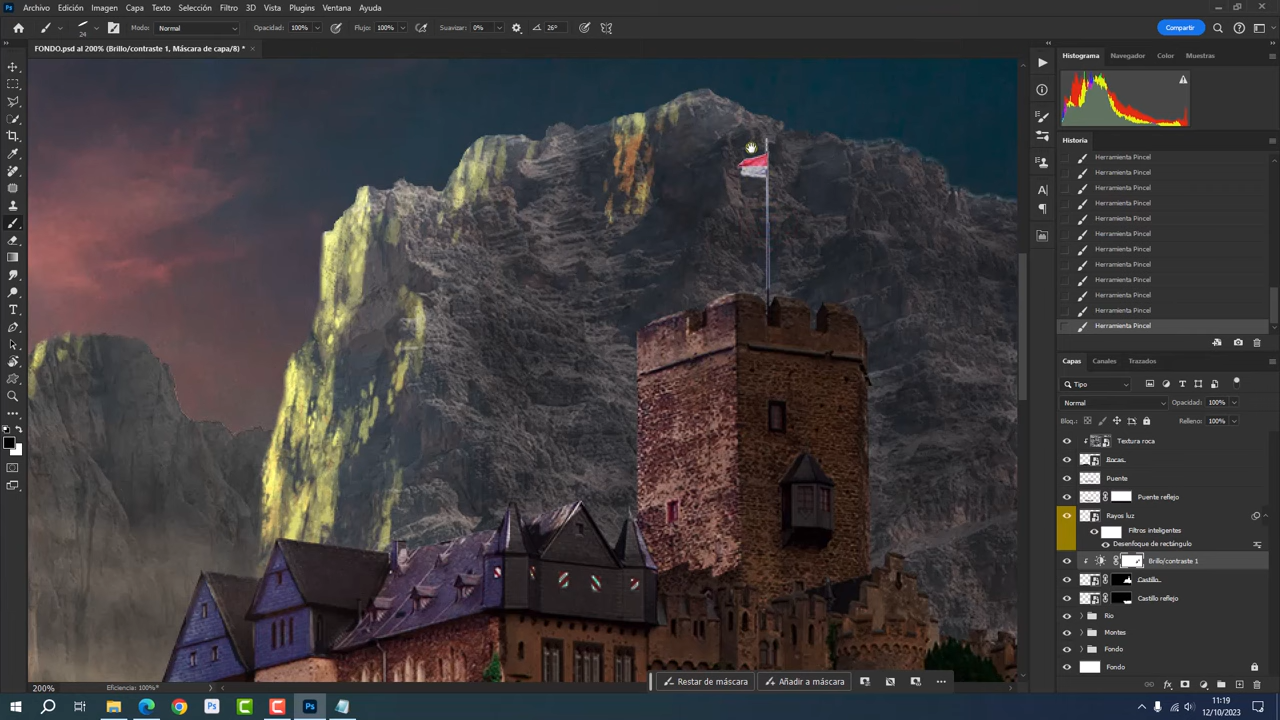 Ps Archivo Edición Imagen Capa Texto Selección Filtro 3D Vista Plugins Ventana Ayuda
24 Modo: Normal Opacidad: 100% Flujo: 100% Suavizar: 0% 26° Compartir
FONDO.psd al 200% (Brillo/contraste 1, Máscara de capa/8) *
Histograma Navegador Color Muestras
Historia
Herramienta Pincel
Herramienta Pincel
Herramienta Pincel
Herramienta Pincel
Herramienta Pincel
Herramienta Pincel
Herramienta Pincel
Herramienta Pincel
Herramienta Pincel
Herramienta Pincel
Herramienta Pincel
Herramienta Pincel
Capas Canales Trazados
Tipo
Normal Opacidad: 100%
Bloq.: Relleno: 100%
Textura roca
Rocas
Puente
Puente reflejo
Rayos luz
Filtros inteligentes
Desenfoque de rectángulo
Brillo/contraste 1
Castillo
Castillo reflejo
Rio
Montes
Fondo
Fondo
Restar de máscara Añadir a máscara
200% Eficiencia: 100%*
11:19
12/10/2023